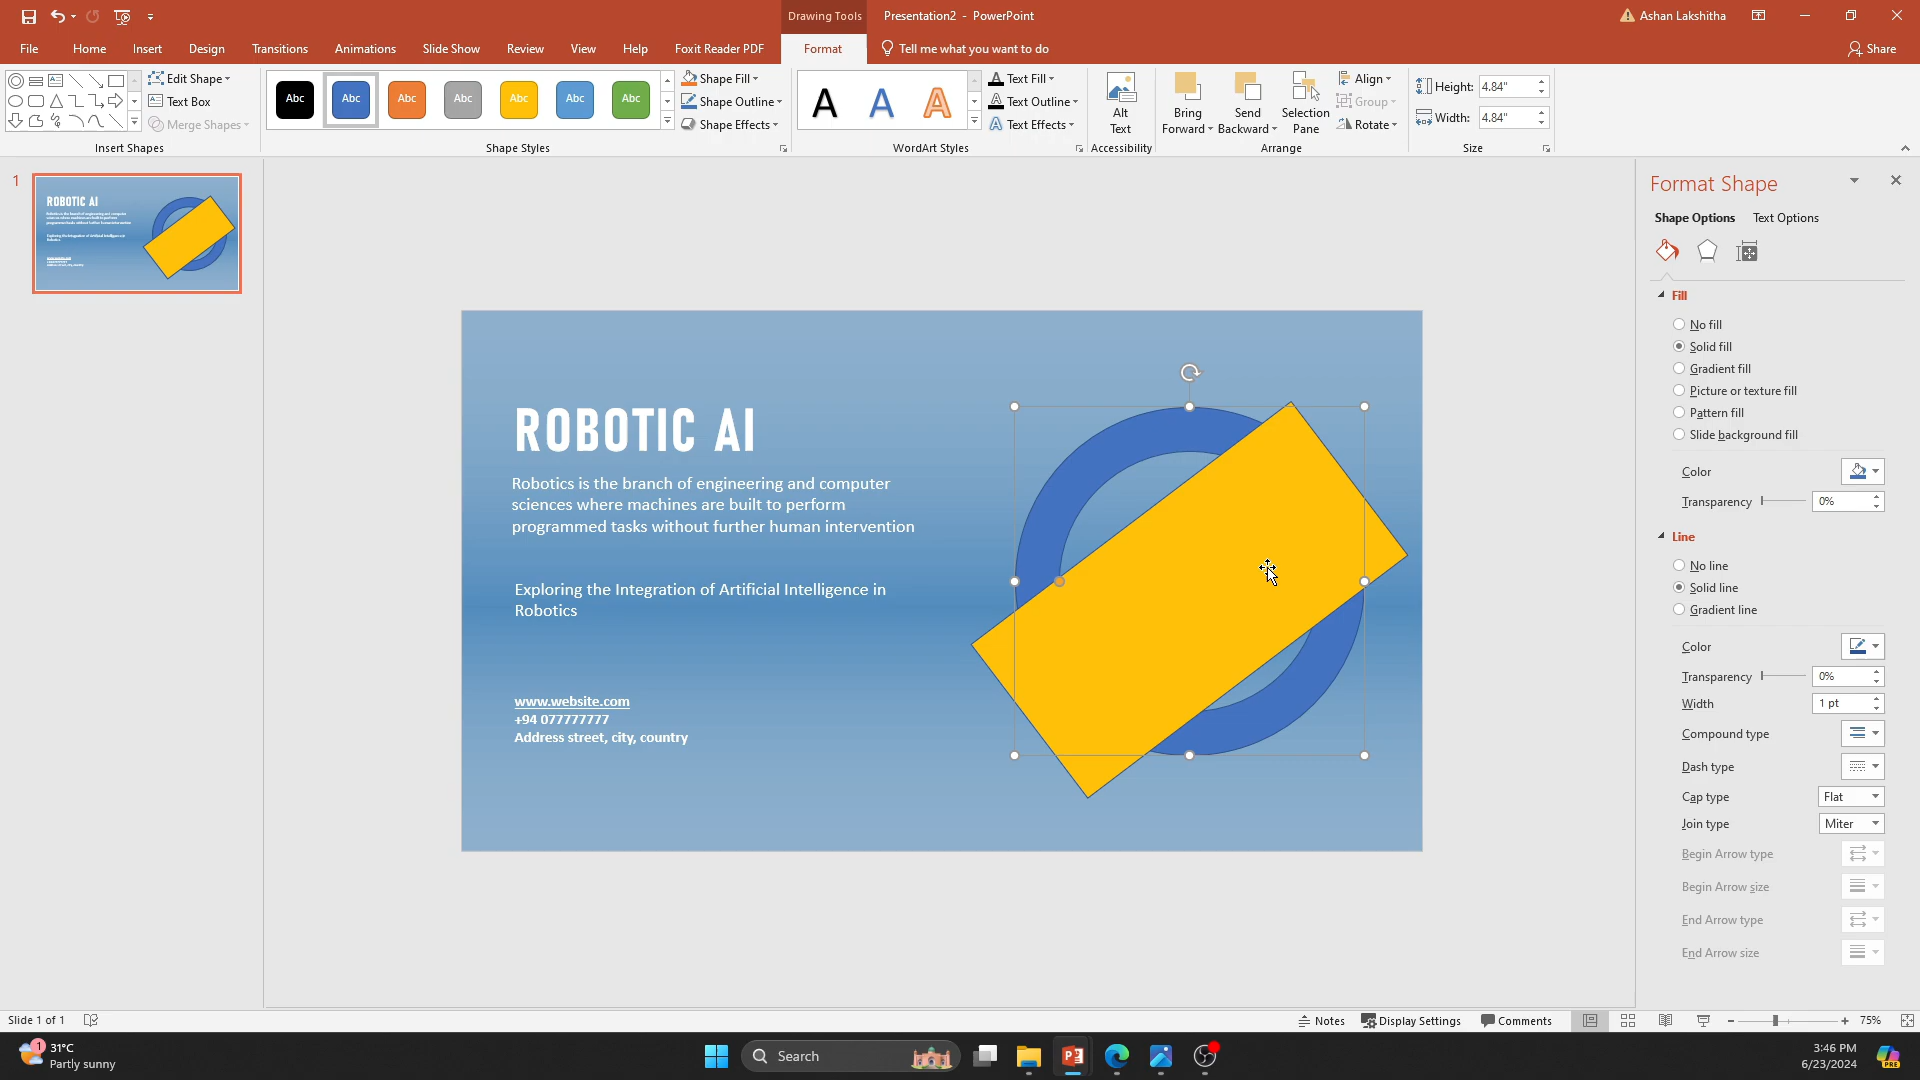 Drawing Tools
Presentation2 - PowerPoint
Ashan Lakshitha
File
Home
Insert
Design
Transitions
Animations
Slide Show
Review
View
Help
Foxit Reader PDF
Format
Tell me what you want to do
Share
Edit Shape
Text Box
Merge Shapes
Insert Shapes
Abc
Abc
Abc
Abc
Abc
Abc
Abc
Shape Fill
Shape Outline
Shape Effects
Shape Styles
A
A
A
Text Fill
Text Outline
Text Effects
WordArt Styles
Alt
Text
Accessibility
Bring
Forward
Send
Backward
Selection
Pane
Align
Group
Rotate
Arrange
Height: 4.84"
Width: 4.84"
Size
1
ROBOTIC AI
Robotics is the branch of engineering and computer
sciences where machines are built to perform
programmed tasks without further human intervention
Exploring the Integration of Artificial Intelligence in
Robotics
www.website.com
+94 077777777
Address street, city, country
Format Shape
Shape Options
Text Options
Fill
No fill
Solid fill
Gradient fill
Picture or texture fill
Pattern fill
Slide background fill
Color
Transparency 0%
Line
No line
Solid line
Gradient line
Color
Transparency 0%
Width 1 pt
Compound type
Dash type
Cap type Flat
Join type Miter
Begin Arrow type
Begin Arrow size
End Arrow type
End Arrow size
Slide 1 of 1
Notes
Display Settings
Comments
75%
1
31°C
Partly sunny
Search
3:46 PM
6/23/2024
PRE